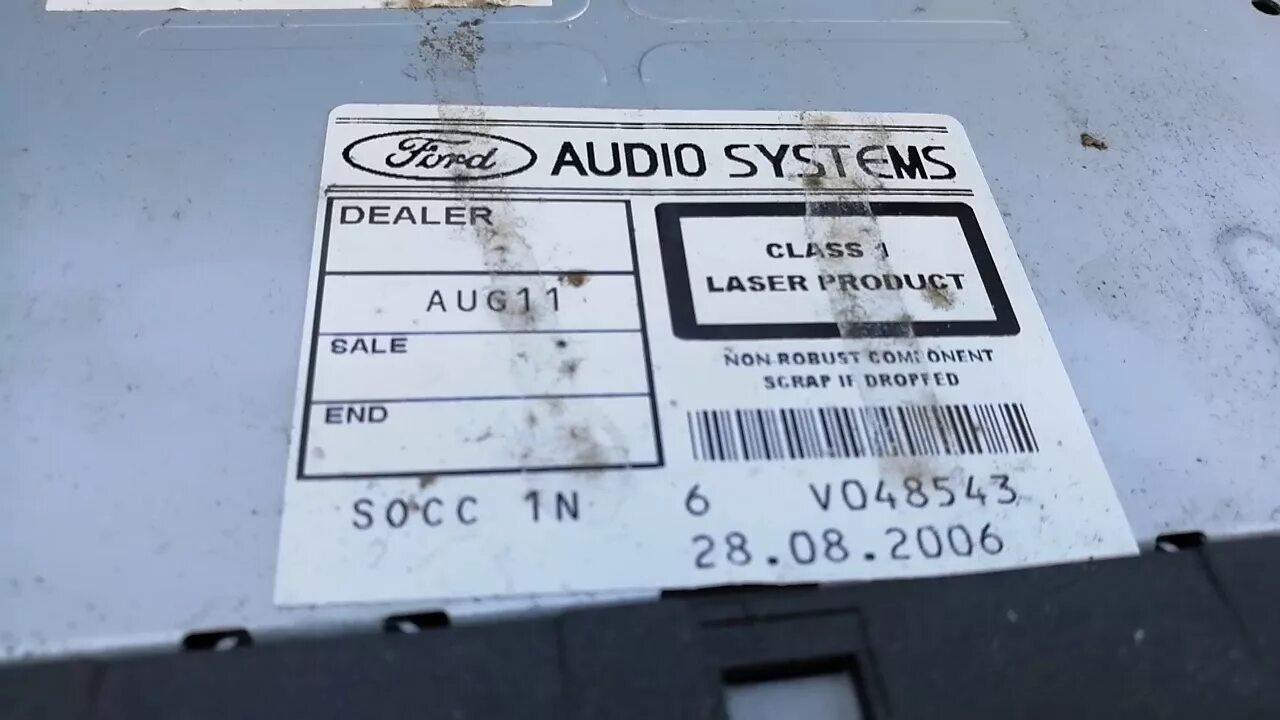 Ford AUDIO SYSTEMS
DEALER
AUG11
SALE
END
CLASS 1
LASER PRODUCT
NON-ROBUST COMPONENT
SCRAP IF DROPPED
SOCC 1N 6 V048543
28.08.2006